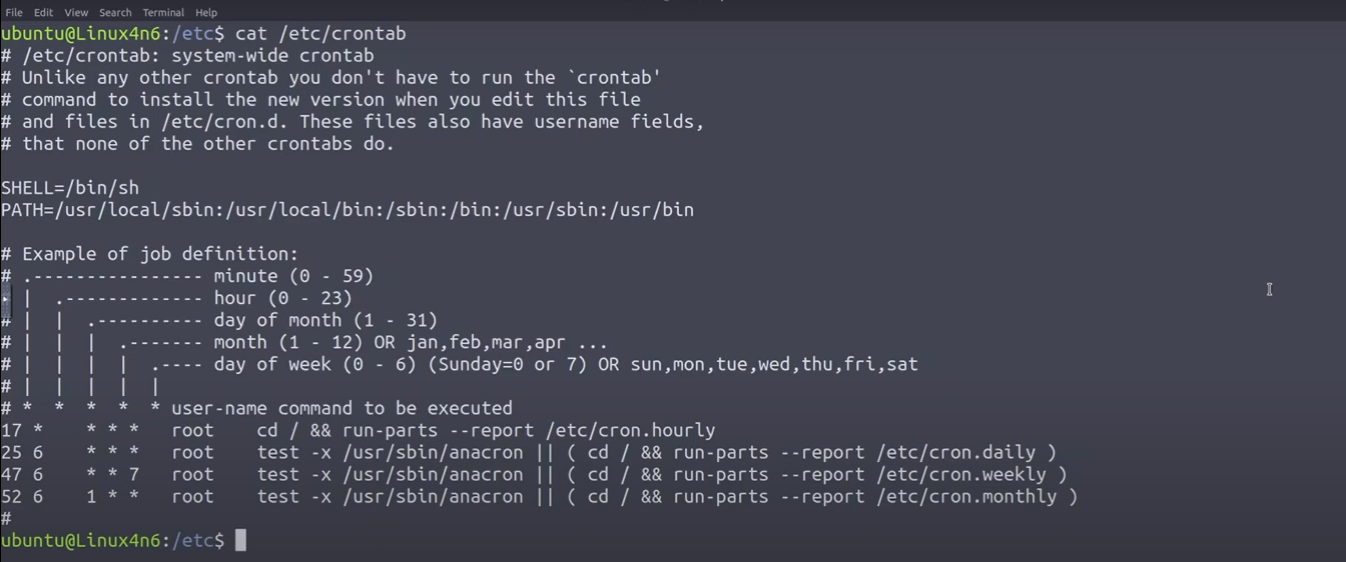 File Edit View Search Terminal Help
ubuntu@Linux4n6:/etc$ cat /etc/crontab
# /etc/crontab: system-wide crontab
# Unlike any other crontab you don't have to run the `crontab'
# command to install the new version when you edit this file
# and files in /etc/cron.d. These files also have username fields,
# that none of the other crontabs do.

SHELL=/bin/sh
PATH=/usr/local/sbin:/usr/local/bin:/sbin:/bin:/usr/sbin:/usr/bin

# Example of job definition:
# .---------------- minute (0 - 59)
  |  .------------- hour (0 - 23)
# |  |  .---------- day of month (1 - 31)
# |  |  |  .------- month (1 - 12) OR jan,feb,mar,apr ...
# |  |  |  |  .---- day of week (0 - 6) (Sunday=0 or 7) OR sun,mon,tue,wed,thu,fri,sat
# |  |  |  |  |
# *  *  *  *  * user-name command to be executed
17 *    * * *   root    cd / && run-parts --report /etc/cron.hourly
25 6    * * *   root    test -x /usr/sbin/anacron || ( cd / && run-parts --report /etc/cron.daily )
47 6    * * 7   root    test -x /usr/sbin/anacron || ( cd / && run-parts --report /etc/cron.weekly )
52 6    1 * *   root    test -x /usr/sbin/anacron || ( cd / && run-parts --report /etc/cron.monthly )
#
ubuntu@Linux4n6:/etc$